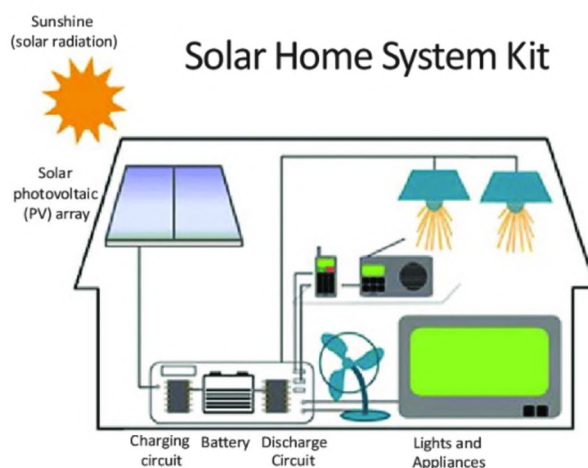 Sunshine
(solar radiation)
Solar Home System Kit
Solar
photovoltaic
(PV) array
Charging
circuit
Battery
Discharge
Circuit
Lights and
Appliances